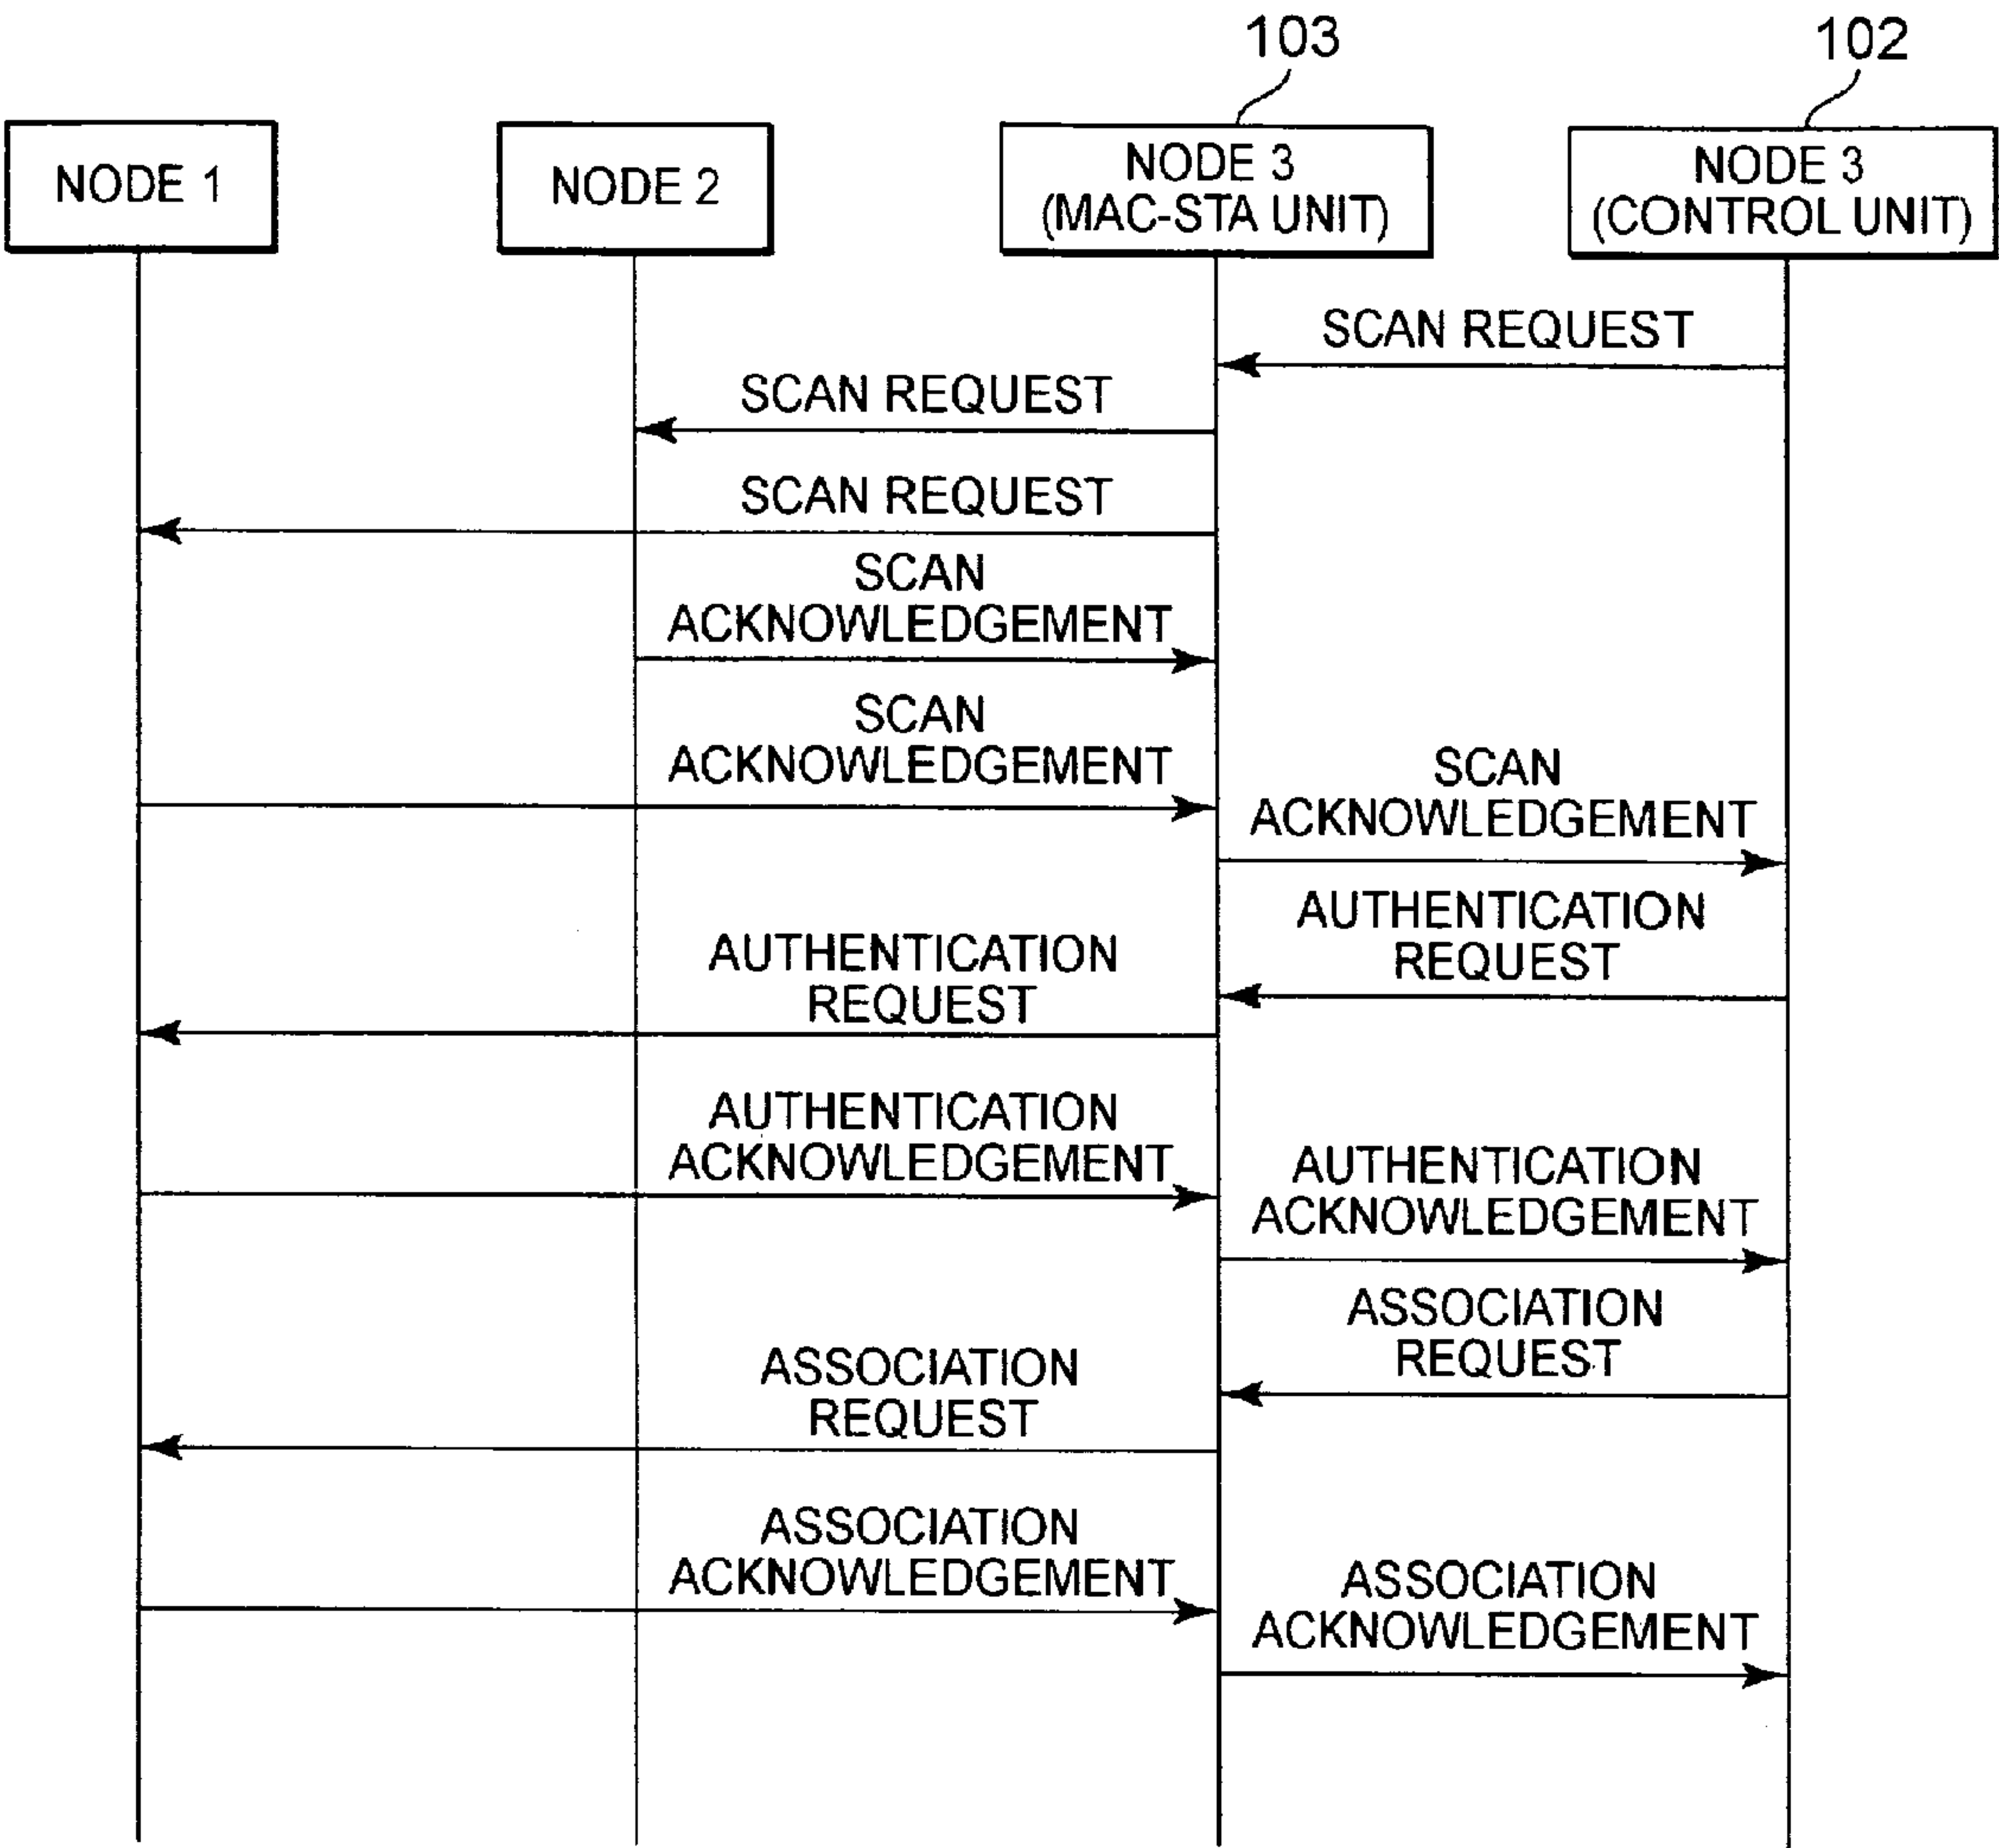 103
102
NODE 1
NODE 2
NODE 3
(MAC-STA UNIT)
NODE 3
(CONTROL UNIT)
SCAN REQUEST
SCAN REQUEST
SCAN REQUEST
SCAN
ACKNOWLEDGEMENT
SCAN
ACKNOWLEDGEMENT
SCAN
ACKNOWLEDGEMENT
AUTHENTICATION
REQUEST
AUTHENTICATION
REQUEST
AUTHENTICATION
ACKNOWLEDGEMENT
AUTHENTICATION
ACKNOWLEDGEMENT
ASSOCIATION
REQUEST
ASSOCIATION
REQUEST
ASSOCIATION
ACKNOWLEDGEMENT
ASSOCIATION
ACKNOWLEDGEMENT